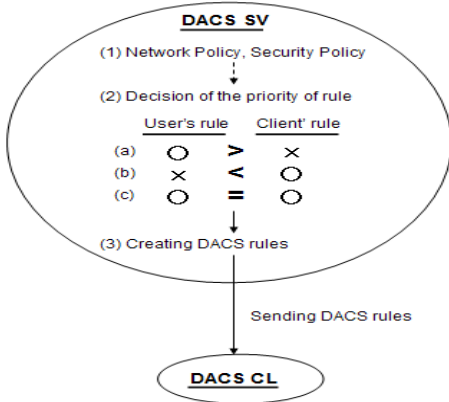 DACS SV
(1) Network Policy, Security Policy
(2) Decision of the priority of rule
User's rule Client' rule
(a) O > ×
(b) × < O
(c) O = O
(3) Creating DACS rules
Sending DACS rules
DACS CL